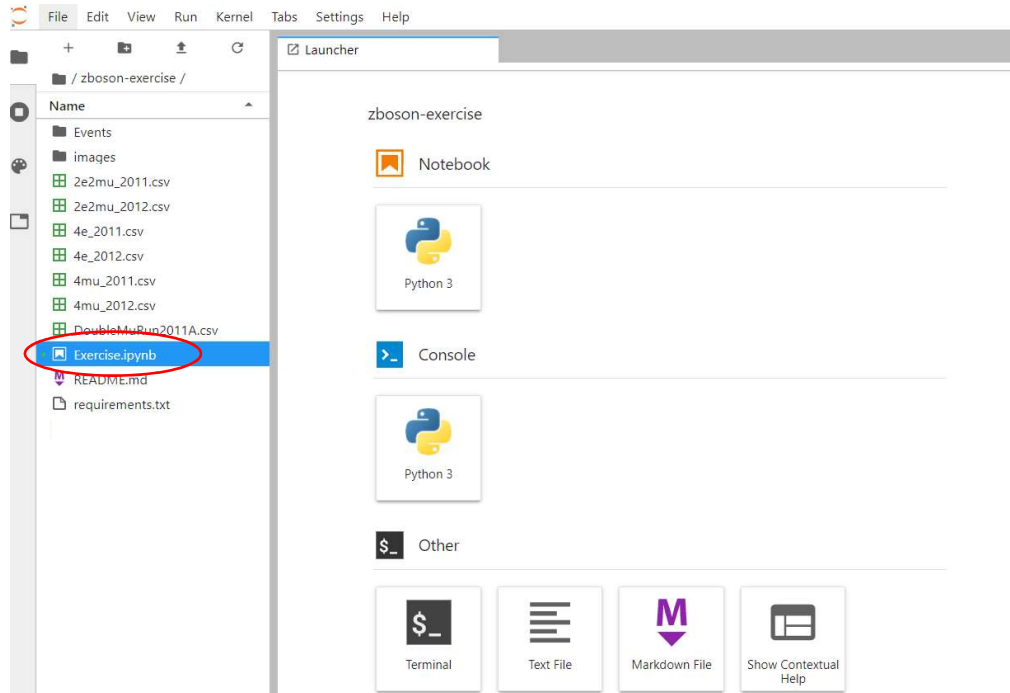 File Edit View Run Kernel Tabs Settings Help
Launcher
/ zboson-exercise /
Name
Events
images
2e2mu_2011.csv
2e2mu_2012.csv
4e_2011.csv
4e_2012.csv
4mu_2011.csv
4mu_2012.csv
DoubleMuRun2011A.csv
Exercise.ipynb
M README.md
requirements.txt
zboson-exercise
Notebook
Python 3
>_ Console
Python 3
$_ Other
$_
M
Terminal
Text File
Markdown File
Show Contextual
Help